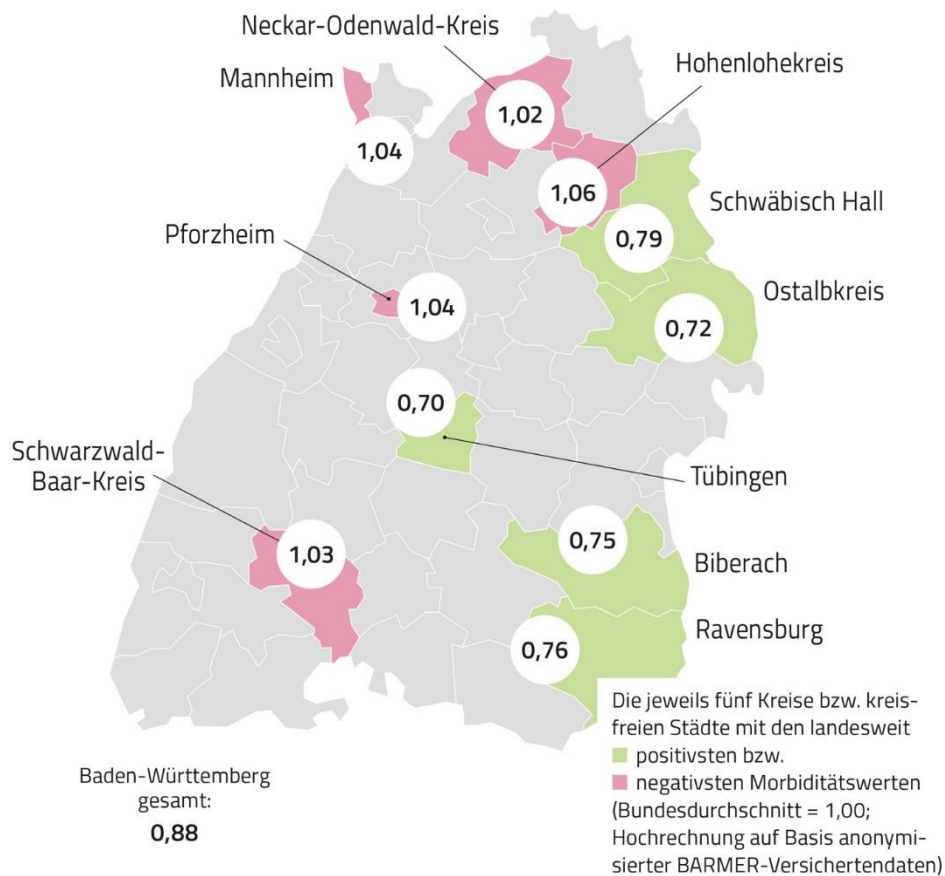 Neckar-Odenwald-Kreis
Mannheim
Hohenlohekreis
1,02
1,04
1,06
Schwäbisch Hall
0,79
Pforzheim
1,04
Ostalbkreis
0,72
0,70
Schwarzwald-
Baar-Kreis
Tübingen
1,03
0,75
Biberach
0,76
Ravensburg
Die jeweils fünf Kreise bzw. kreis-
freien Städte mit den landesweit
positivsten bzw.
negativsten Morbiditätswerten
(Bundesdurchschnitt = 1,00;
Hochrechnung auf Basis anonymi-
sierter BARMER-Versichertendaten)
Baden-Württemberg
gesamt:
0,88